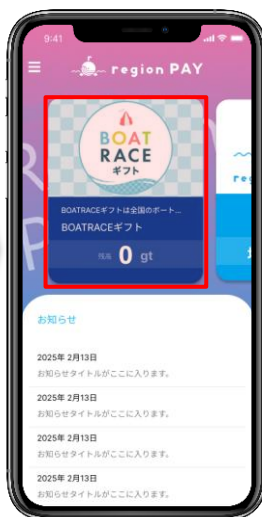 9:41
region PAY
BOAT
RACE
ギフト
BOATRACEギフトは全国のボート...
BOATRACEギフト
残高 0 gt
お知らせ
2025年 2月13日
お知らせタイトルがここに入ります。
2025年 2月13日
お知らせタイトルがここに入ります。
2025年 2月13日
お知らせタイトルがここに入ります。
2025年 2月13日
お知らせタイトルがここに入ります。